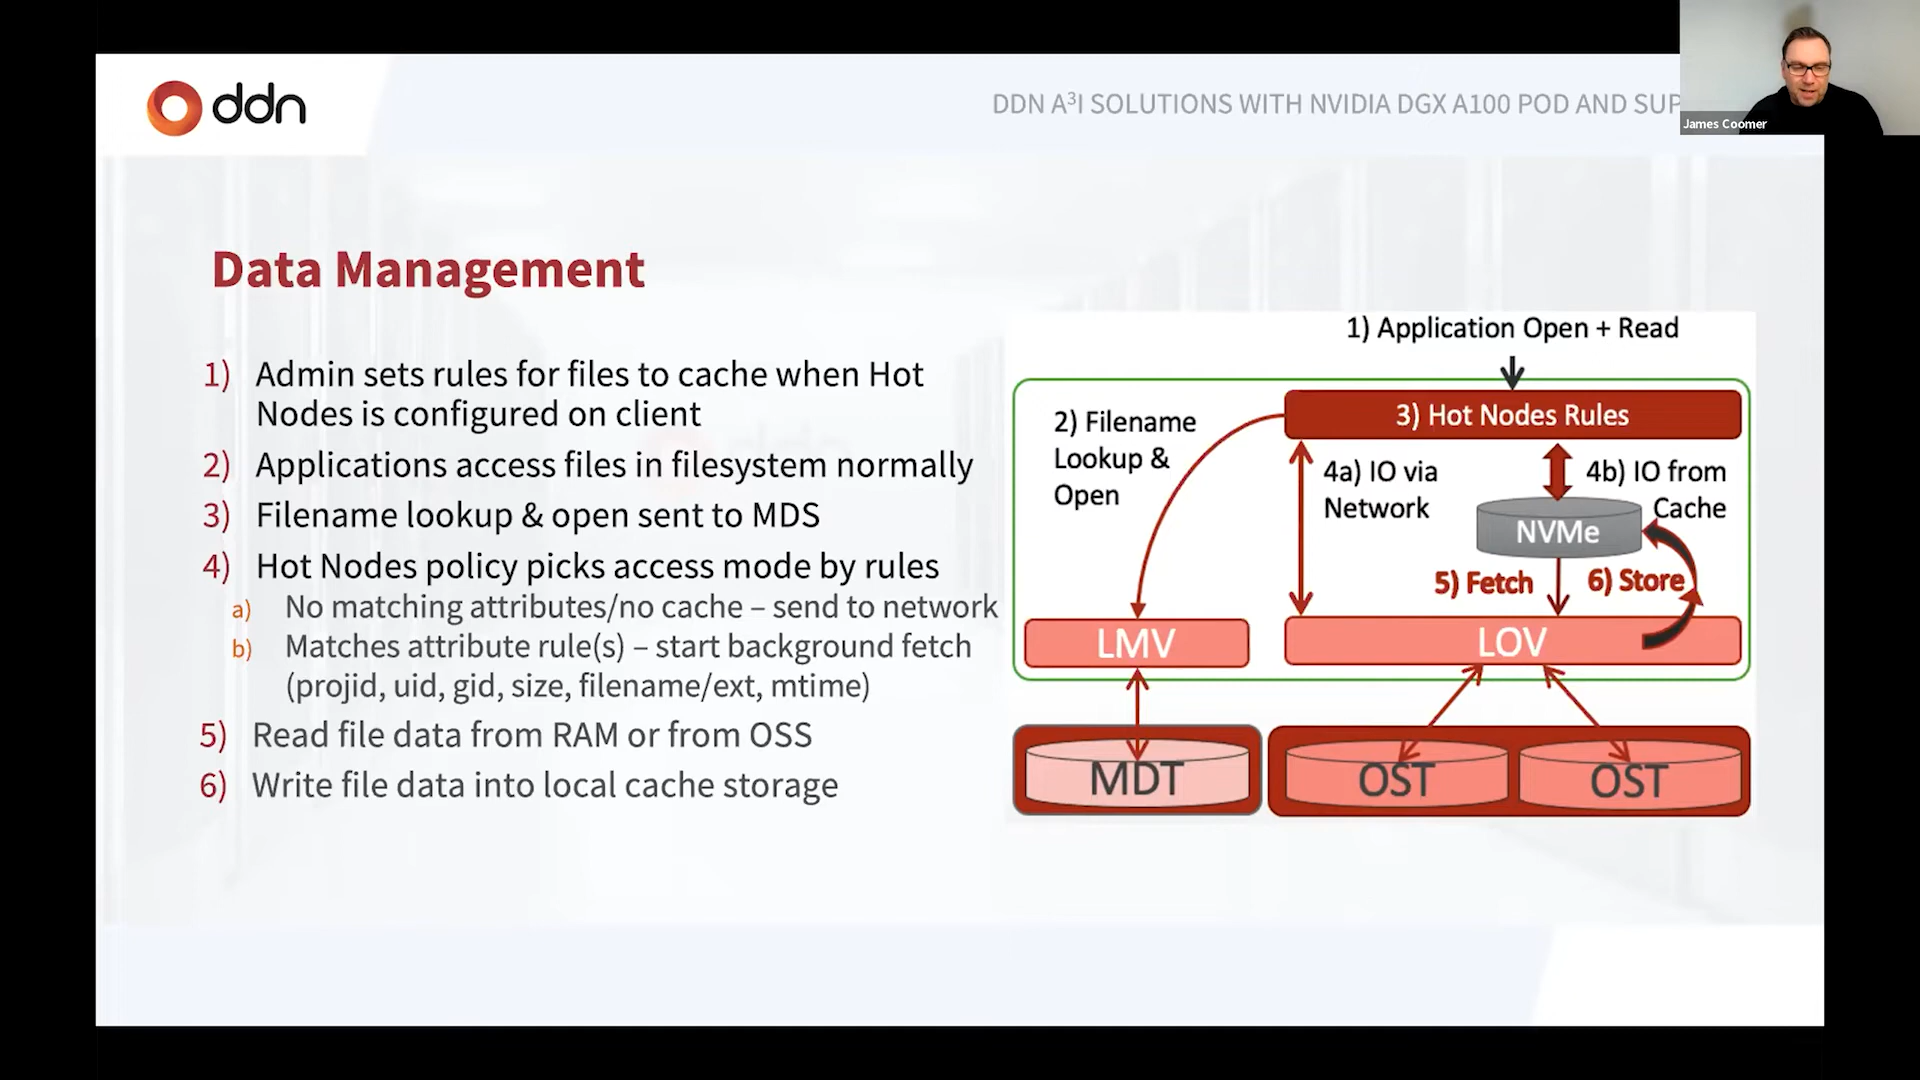 ddn
DDN A³I SOLUTIONS WITH NVIDIA DGX A100 POD AND
James Coomer
Data Management
1) Admin sets rules for files to cache when Hot
Nodes is configured on client
2) Applications access files in filesystem normally
3) Filename lookup & open sent to MDS
4) Hot Nodes policy picks access mode by rules
a) No matching attributes/no cache – send to network
b) Matches attribute rule(s) – start background fetch
(projid, uid, gid, size, filename/ext, mtime)
5) Read file data from RAM or from OSS
6) Write file data into local cache storage
1) Application Open + Read
3) Hot Nodes Rules
2) Filename
Lookup &
Open
4a) IO via
Network
4b) IO from
Cache
NVMe
5) Fetch
6) Store
LMV
LOV
MDT
OST
OST